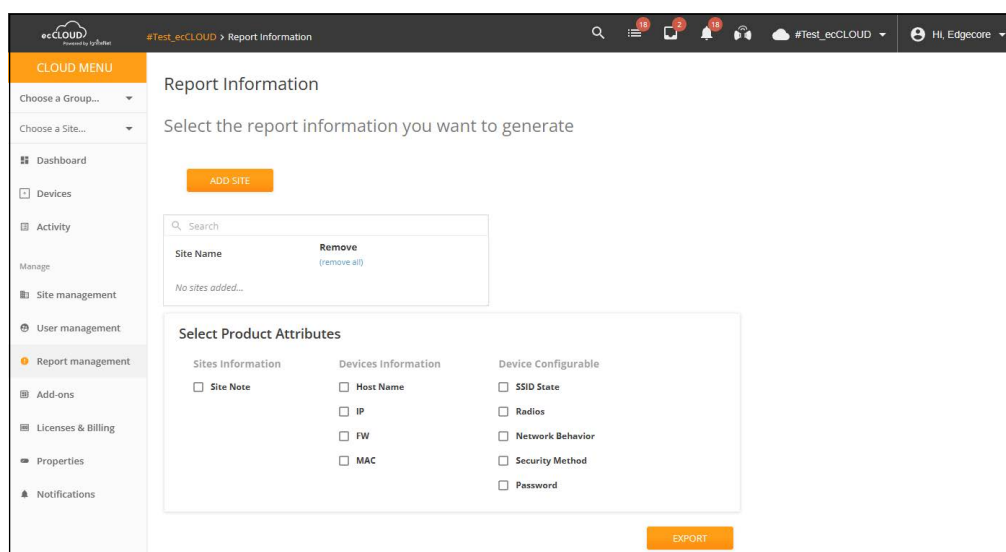 ecCLOUD
Powered by IgniteNet
#Test_ecCLOUD > Report Information
18
2
18
#Test_ecCLOUD
Hi, Edgecore
CLOUD MENU
Choose a Group...
Choose a Site...
Dashboard
Devices
Activity
Manage
Site management
User management
Report management
Add-ons
Licenses & Billing
Properties
Notifications
Report Information
Select the report information you want to generate
ADD SITE
Search
Site Name
Remove
(remove all)
No sites added...
Select Product Attributes
Sites Information
Site Note
Devices Information
Host Name
IP
FW
MAC
Device Configurable
SSID State
Radios
Network Behavior
Security Method
Password
EXPORT